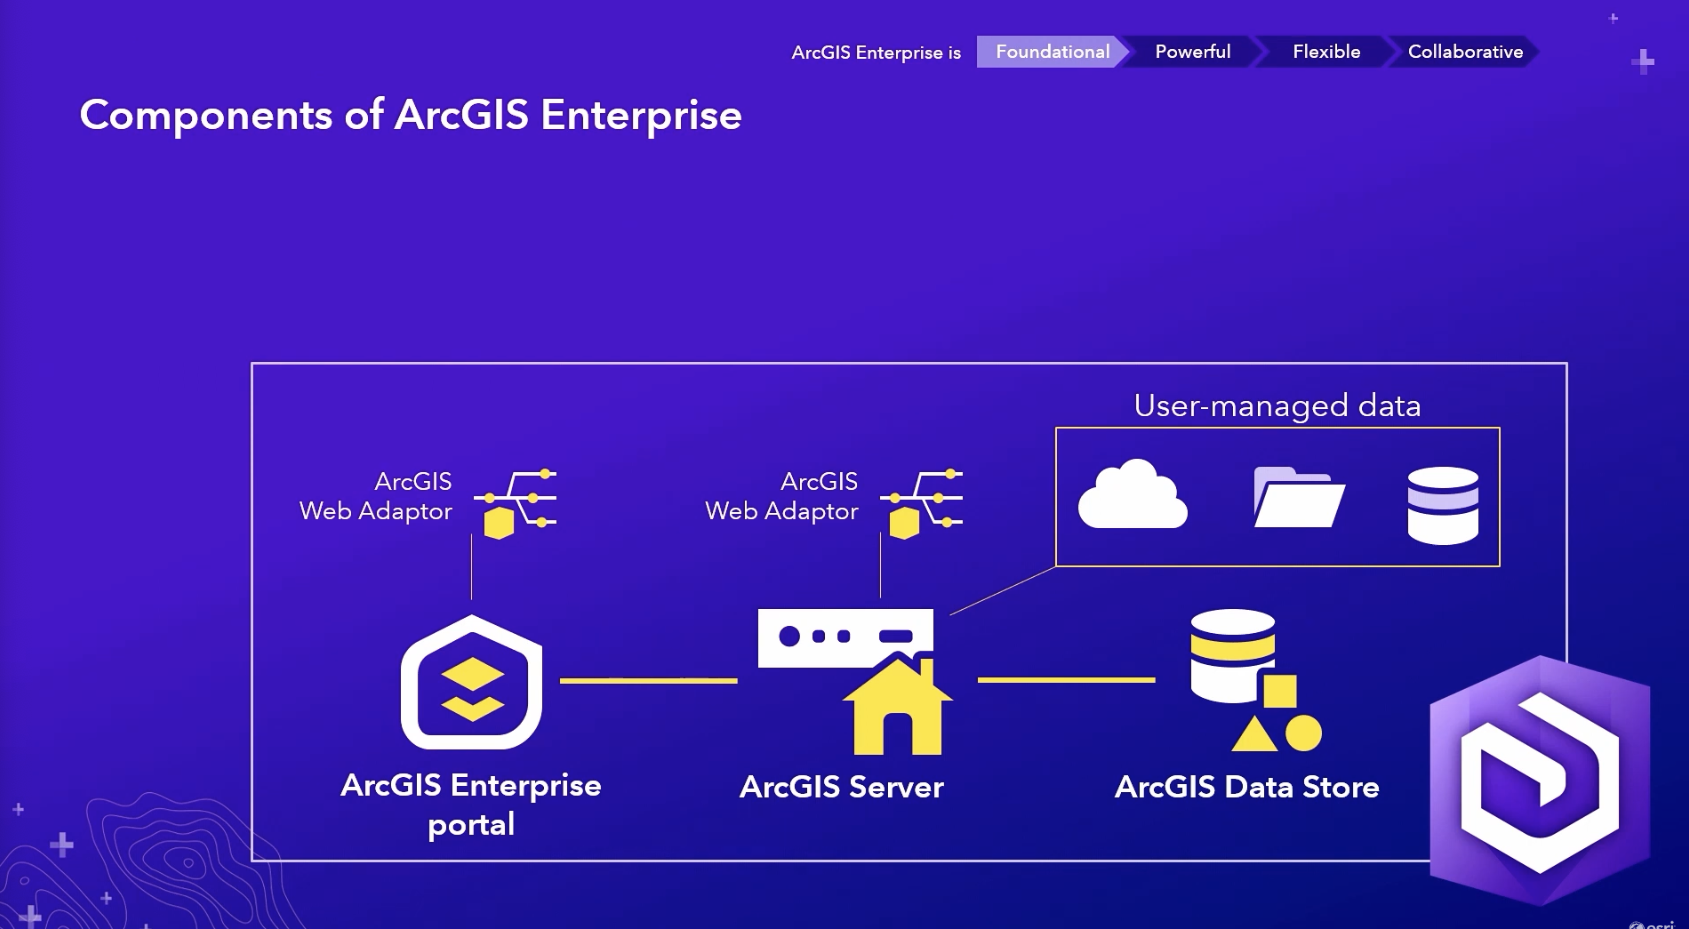 ArcGIS Enterprise is
Foundational
Powerful
Flexible
Collaborative
Components of ArcGIS Enterprise
User-managed data
ArcGIS
Web Adaptor
ArcGIS
Web Adaptor
ArcGIS Enterprise
portal
ArcGIS Server
ArcGIS Data Store
esri